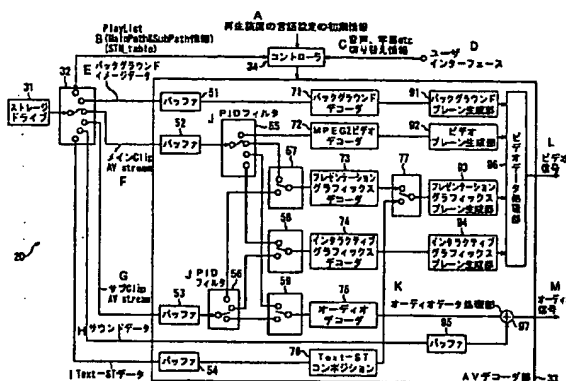 A
再生装置の言語設定の初期情報
PlayList
B (MainPath&SubPath情報)
(STN_table)
C 音声、字幕etc
切り替え情報
D
ユーザ
インターフェース
コントローラ
34
E
バックグラウンド
イメージデータ
31
ストレージ
ドライブ
32
バッファ
51
71
バックグラウンド
デコーダ
91
バックグラウンド
プレーン生成部
J PIDフィルタ
55
バッファ
52
72
MPEG2ビデオ
デコーダ
92
ビデオ
プレーン生成部
メインClip
AV stream
F
57
73
プレゼンテーション
グラフィックス
デコーダ
77
93
プレゼンテーション
グラフィックス
プレーン生成部
ビデオデータ処理部
96
L
ビデオ
信号
58
74
インタラクティブ
グラフィックス
デコーダ
94
インタラクティブ
グラフィックス
プレーン生成部
20
G
サブClip
AV stream
バッファ
53
J PIDフィルタ
56
59
75
オーディオ
デコーダ
K
オーディオデータ処理部
M
オーディオ
信号
97
H サウンドデータ
95
バッファ
I Text-STデータ
バッファ
54
76
Text-ST
コンポジション
AVデコーダ部
33